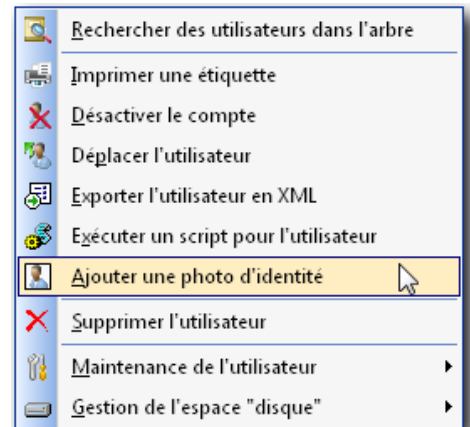 Rechercher des utilisateurs dans l'arbre
Imprimer une étiquette
Désactiver le compte
Déplacer l'utilisateur
Exporter l'utilisateur en XML
Exécuter un script pour l'utilisateur
Ajouter une photo d'identité
Supprimer l'utilisateur
Maintenance de l'utilisateur
Gestion de l'espace "disque"